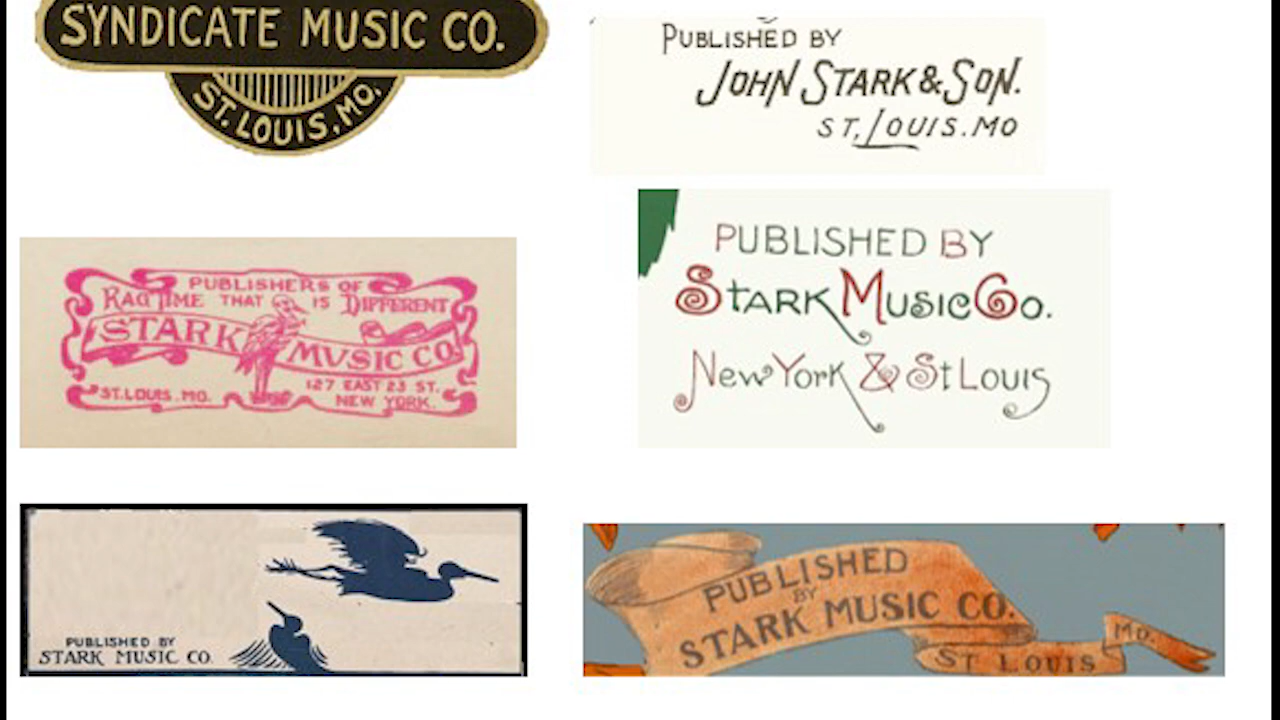 SYNDICATE MUSIC CO.
ST. LOUIS, MO.
PUBLISHED BY
JOHN STARK & SON.
ST, LOUIS. MO
PUBLISHERS OF
RAG TIME THAT IS DIFFERENT
STARK MVSIC CO.
ST. LOUIS. MO.
127 EAST 23 ST.
NEW YORK.
PUBLISHED BY
STARK MUSIC CO.
New York & St Louis
PUBLISHED BY
STARK MUSIC CO.
PUBLISHED
BY
STARK MUSIC CO.
ST LOUIS
MO.